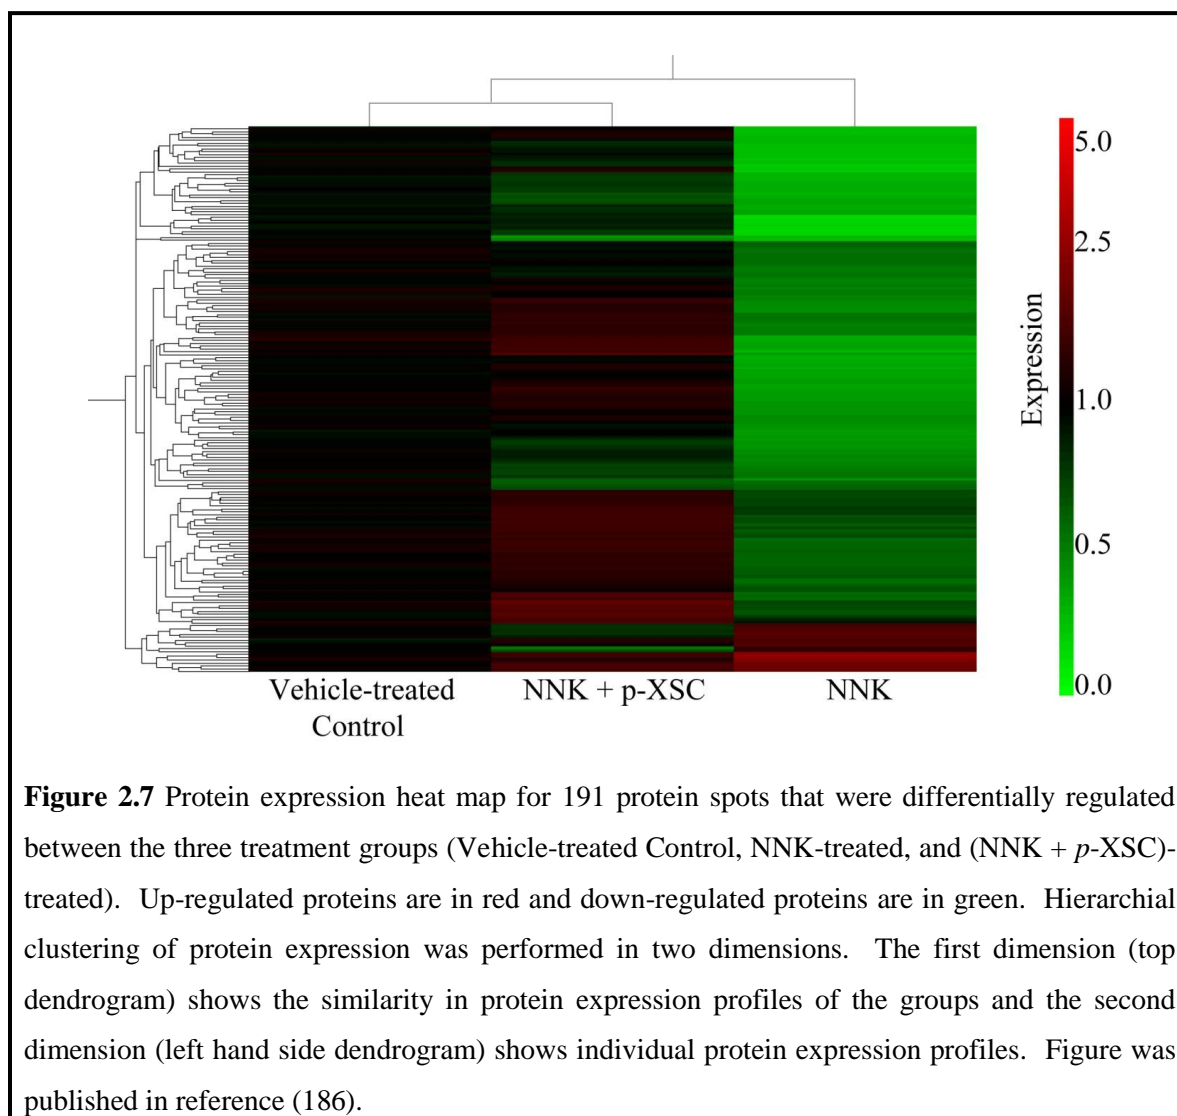 5.0
2.5
1.0
0.5
0.0
Expression
Vehicle-treated
Control
NNK + p-XSC
NNK
Figure 2.7 Protein expression heat map for 191 protein spots that were differentially regulated
between the three treatment groups (Vehicle-treated Control, NNK-treated, and (NNK + p-XSC)-
treated). Up-regulated proteins are in red and down-regulated proteins are in green. Hierarchial
clustering of protein expression was performed in two dimensions. The first dimension (top
dendrogram) shows the similarity in protein expression profiles of the groups and the second
dimension (left hand side dendrogram) shows individual protein expression profiles. Figure was
published in reference (186).